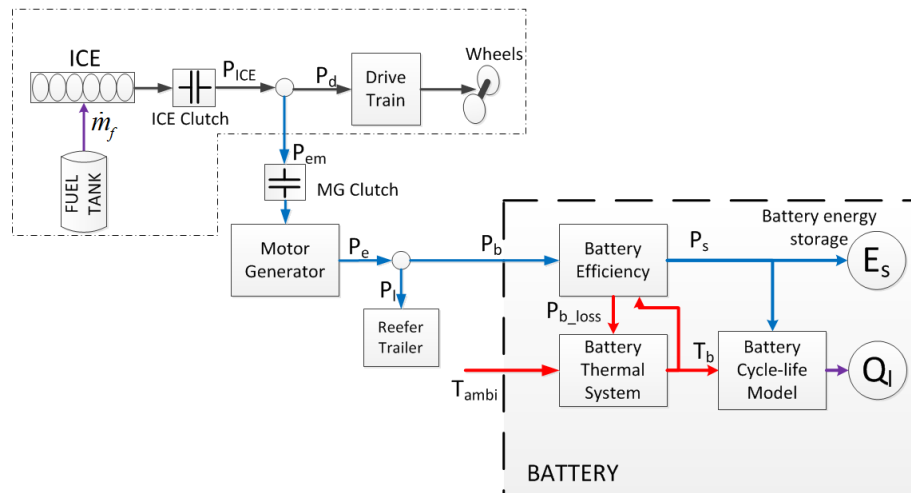 ICE
ICE Clutch
P_ICE
P_d
Drive
Train
Wheels
ṁ_f
FUEL
TANK
P_em
MG Clutch
Motor
Generator
P_e
P_l
Reefer
Trailer
P_b
Battery
Efficiency
P_s
Battery energy
storage
E_s
P_b_loss
T_ambi
Battery
Thermal
System
T_b
Battery
Cycle-life
Model
Q_l
BATTERY